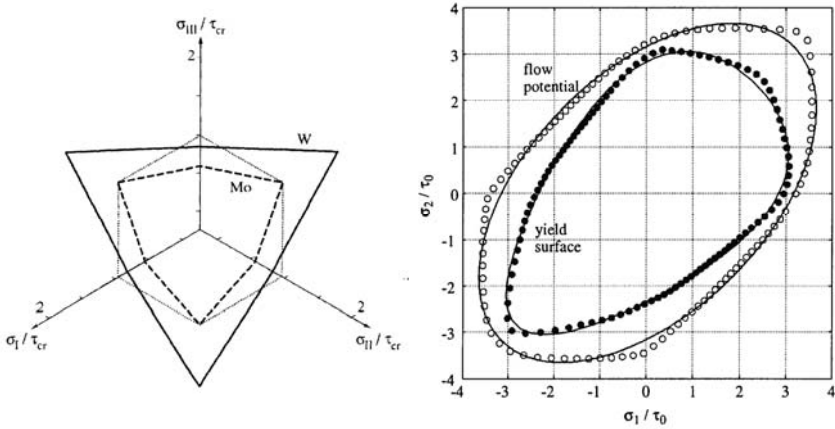 σIII / τcr
2
W
Mo
2
σI / τcr
2
σII / τcr
4
3
2
1
0
-1
-2
-3
-4
σ2 / τ0
flow
potential
yield
surface
-4 -3 -2 -1 0 1 2 3 4
σ1 / τ0